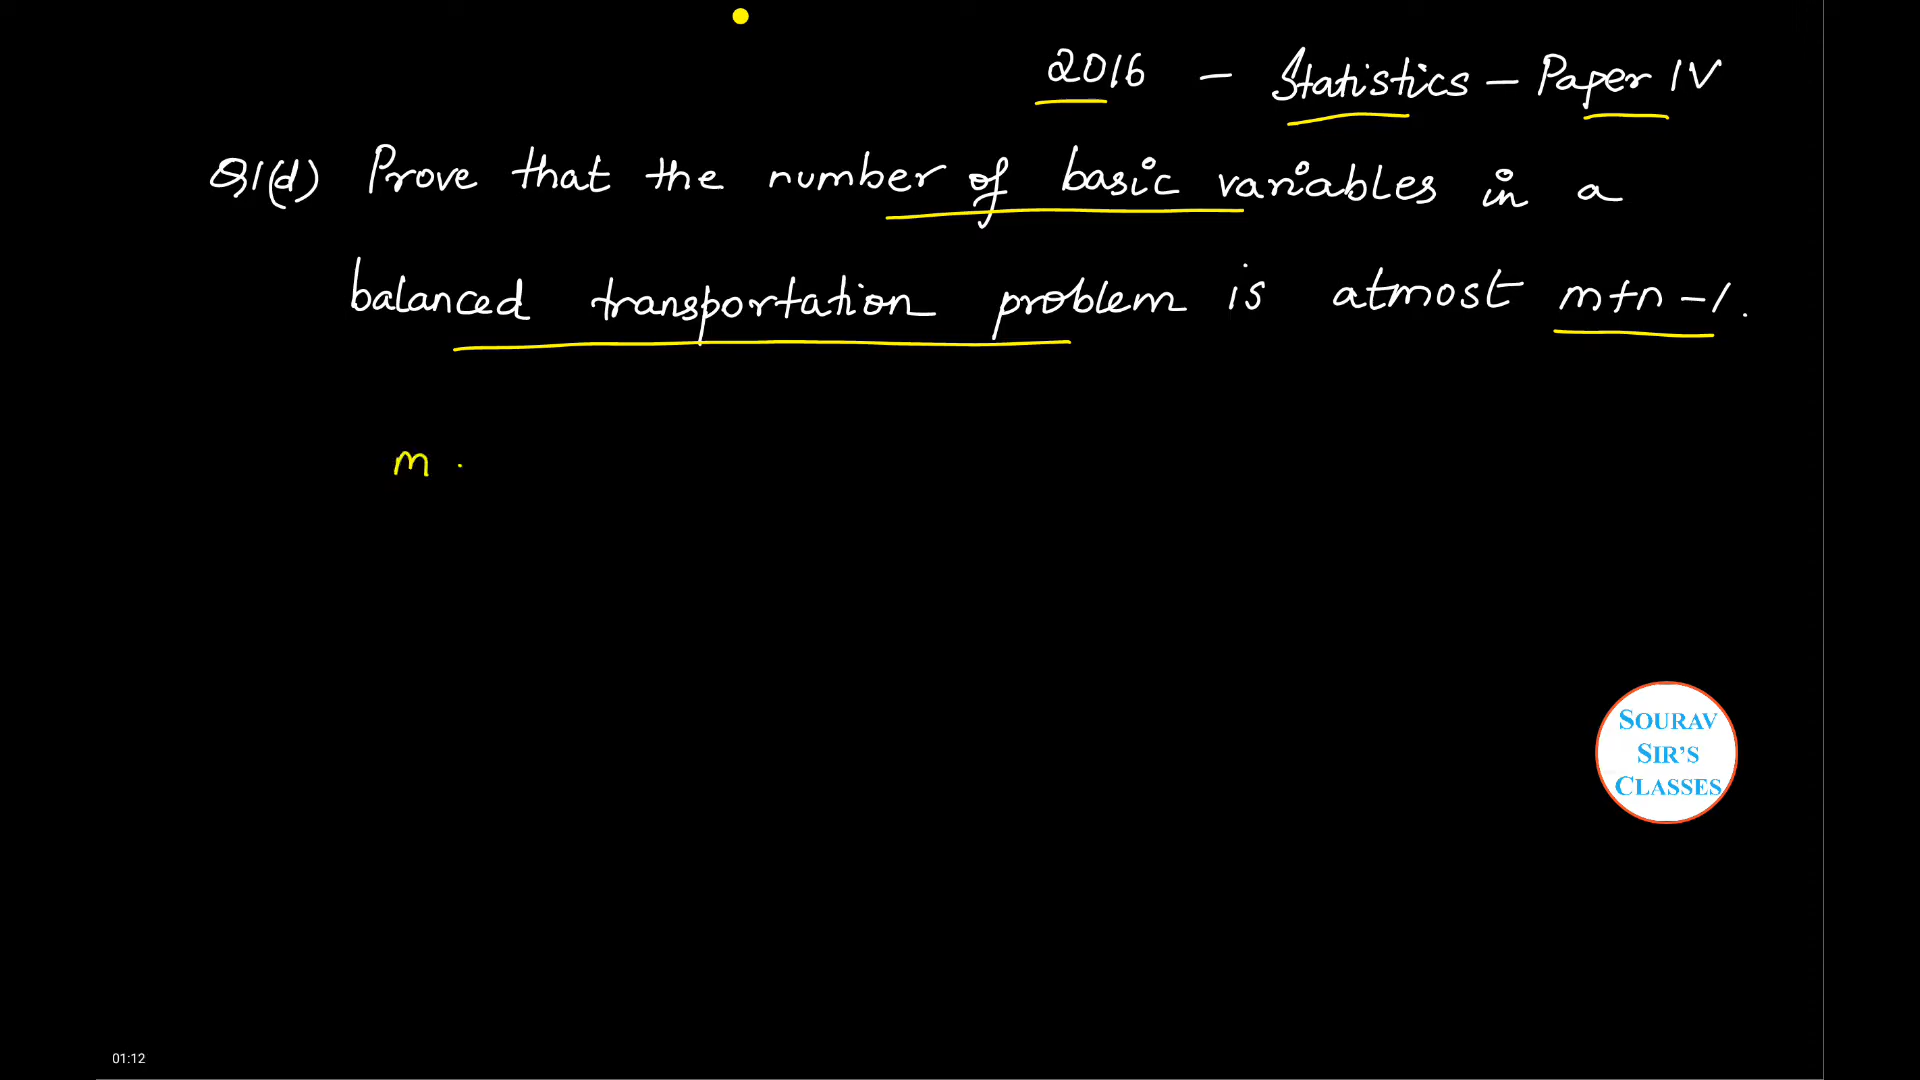 2016 - Statistics - Paper IV
Q1(d) Prove that the number of basic variables in a
balanced transportation problem is atmost m+n-1.
m
SOURAV
SIR'S
CLASSES
01:12